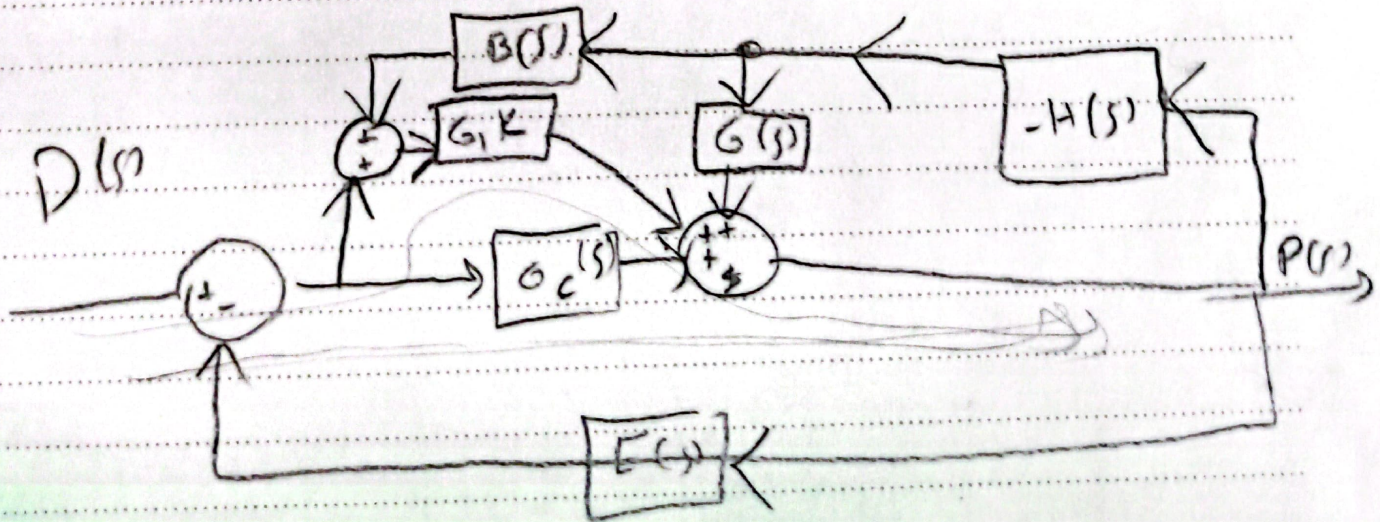 B(s)
G₁K
G(s)
-H(s)
D(s)
+
+ +
+
Gc(s)
+
-
P(s)